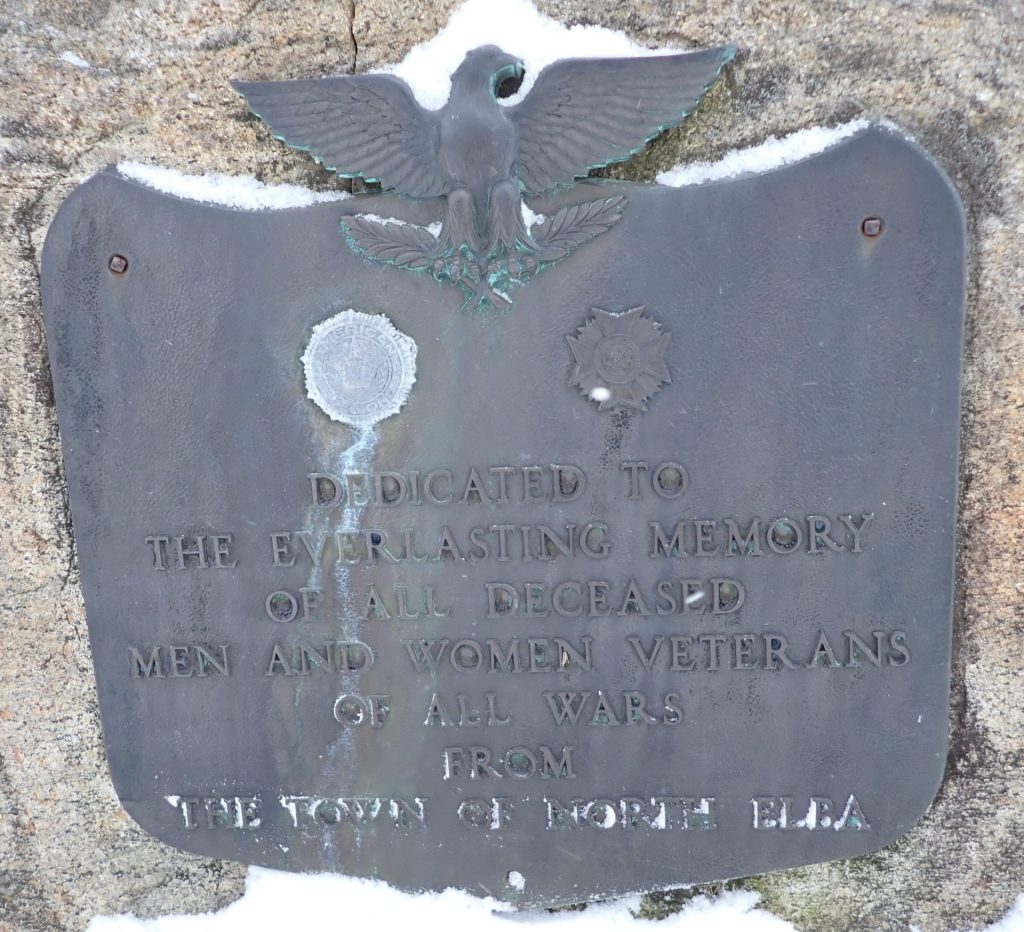 DEDICATED TO
THE EVERLASTING MEMORY
OF ALL DECEASED
MEN AND WOMEN VETERANS
OF ALL WARS
FROM
THE TOWN OF NORTH ELBA